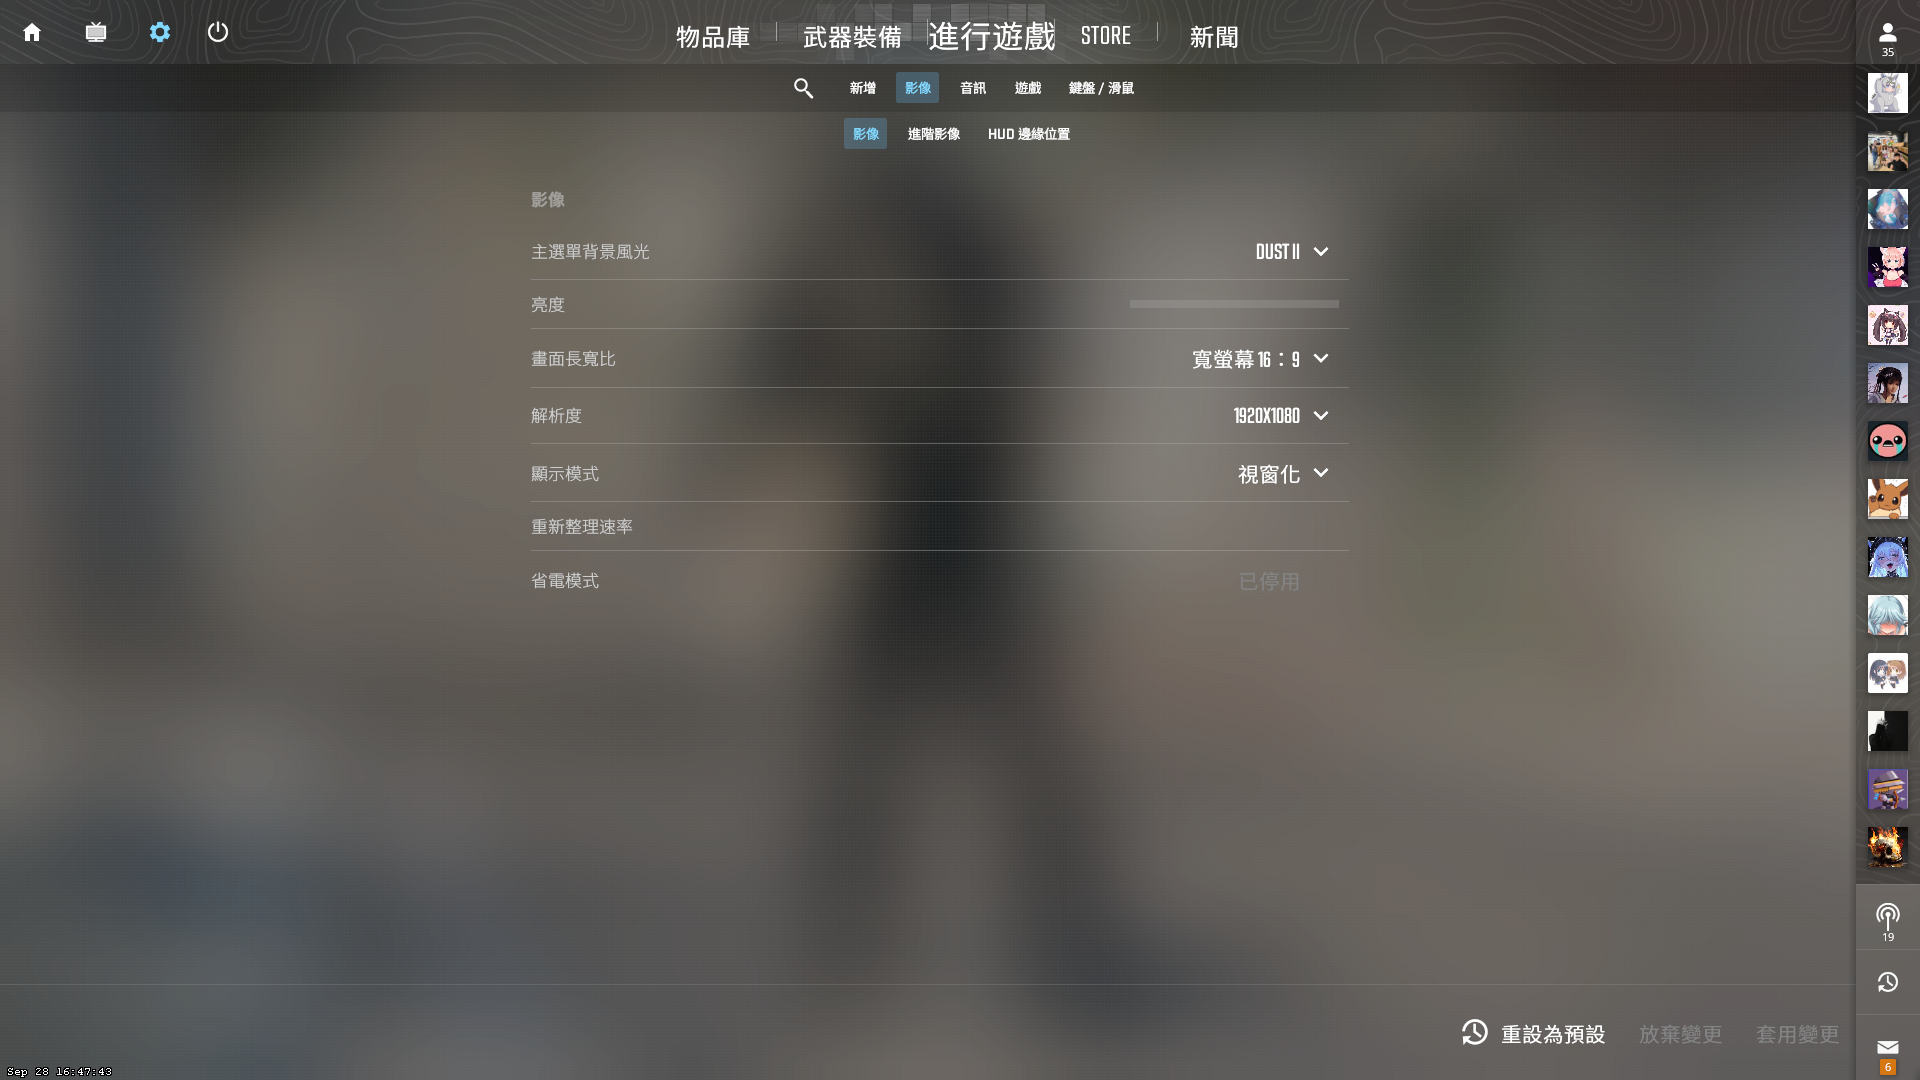 物品庫
武器裝備
進行遊戲
STORE
新聞
35
新增
影像
音訊
遊戲
鍵盤 / 滑鼠
影像
進階影像
HUD 邊緣位置
影像
主選單背景風光
DUST II
亮度
畫面長寬比
寬螢幕 16：9
解析度
1920X1080
顯示模式
視窗化
重新整理速率
省電模式
已停用
19
重設為預設
放棄變更
套用變更
6
Sep 28 16:47:43